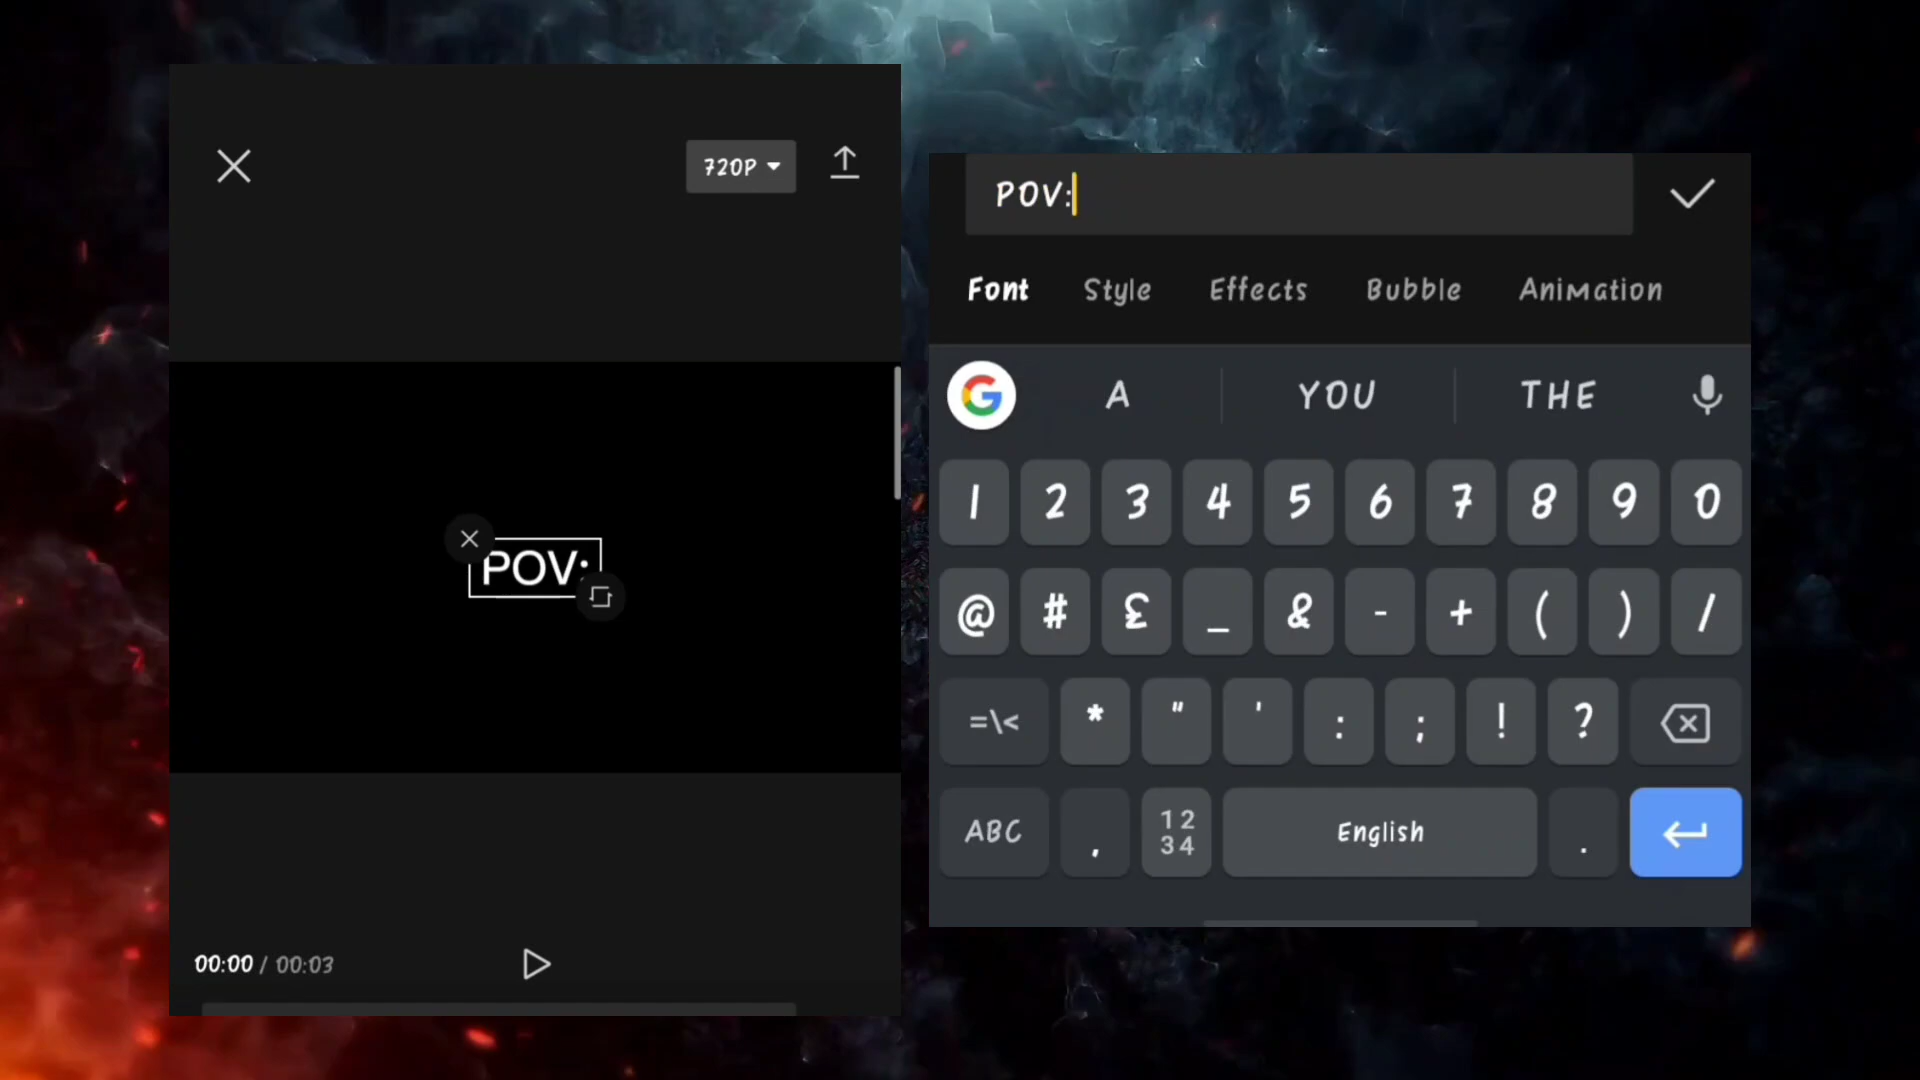 720P
POV:
00:00 / 00:03
POV:
Font Style Effects Bubble Animation
G A YOU THE
1 2 3 4 5 6 7 8 9 0
@ # £ _ & - + ( ) /
=\< * " ' : ; ! ?
ABC , 12 English .
34